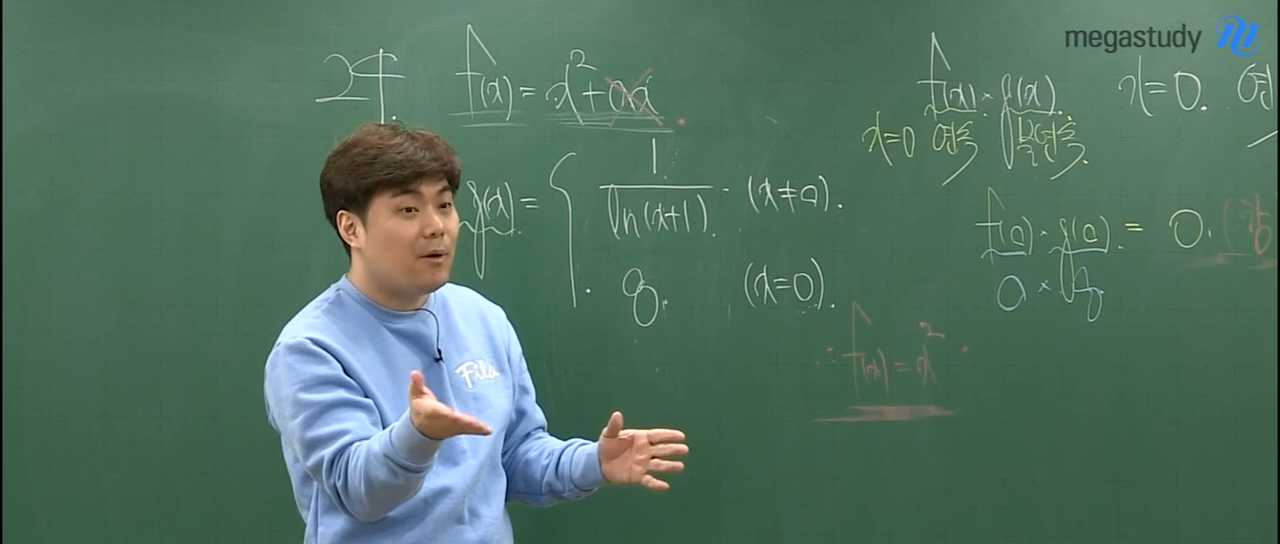 megastudy
24.
f(x) = x² + ax.
g(x) = { 1/ln(x+1) (x≠0).
8. (x=0).
f(x) × g(x). x=0.
x=0 연속 불연속.
f(0) · g(0) = 0.
0 × 8
∴ f(x) = x².
Fila